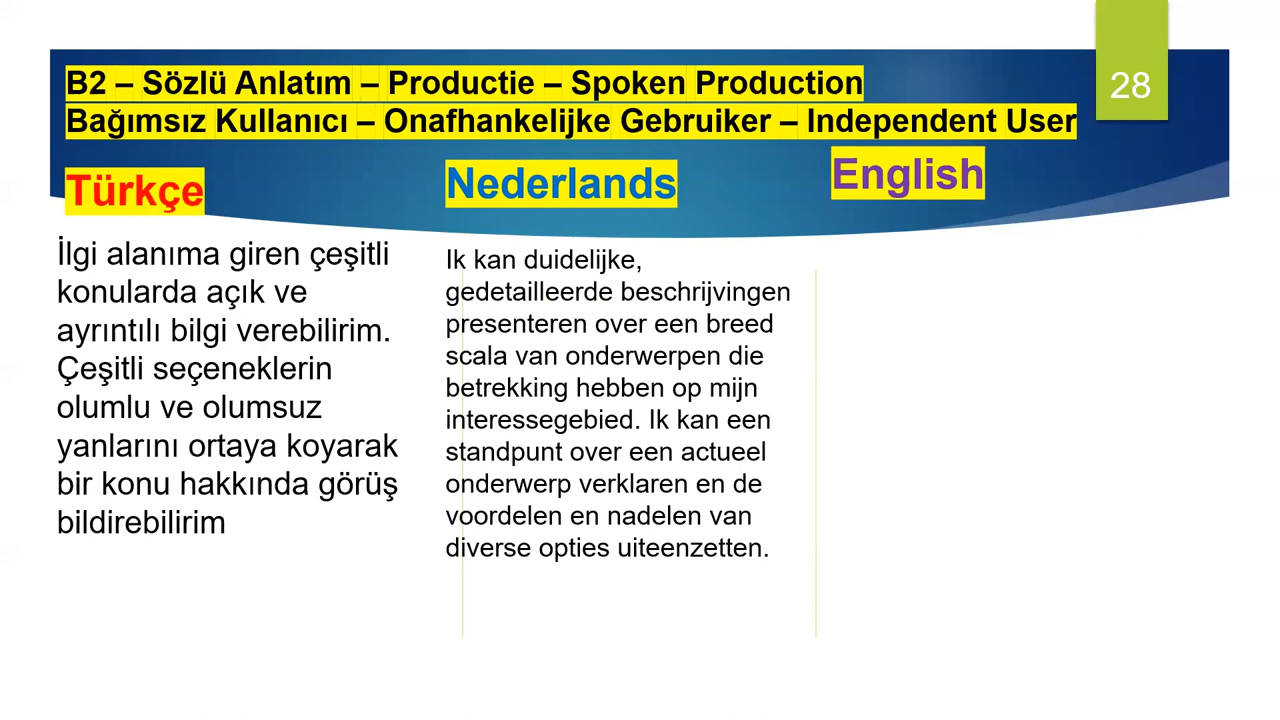 28
B2 – Sözlü Anlatım – Productie – Spoken Production
Bağımsız Kullanıcı – Onafhankelijke Gebruiker – Independent User
Türkçe
İlgi alanıma giren çeşitli
konularda açık ve
ayrıntılı bilgi verebilirim.
Çeşitli seçeneklerin
olumlu ve olumsuz
yanlarını ortaya koyarak
bir konu hakkında görüş
bildirebilirim
Nederlands
Ik kan duidelijke,
gedetailleerde beschrijvingen
presenteren over een breed
scala van onderwerpen die
betrekking hebben op mijn
interessegebied. Ik kan een
standpunt over een actueel
onderwerp verklaren en de
voordelen en nadelen van
diverse opties uiteenzetten.
English